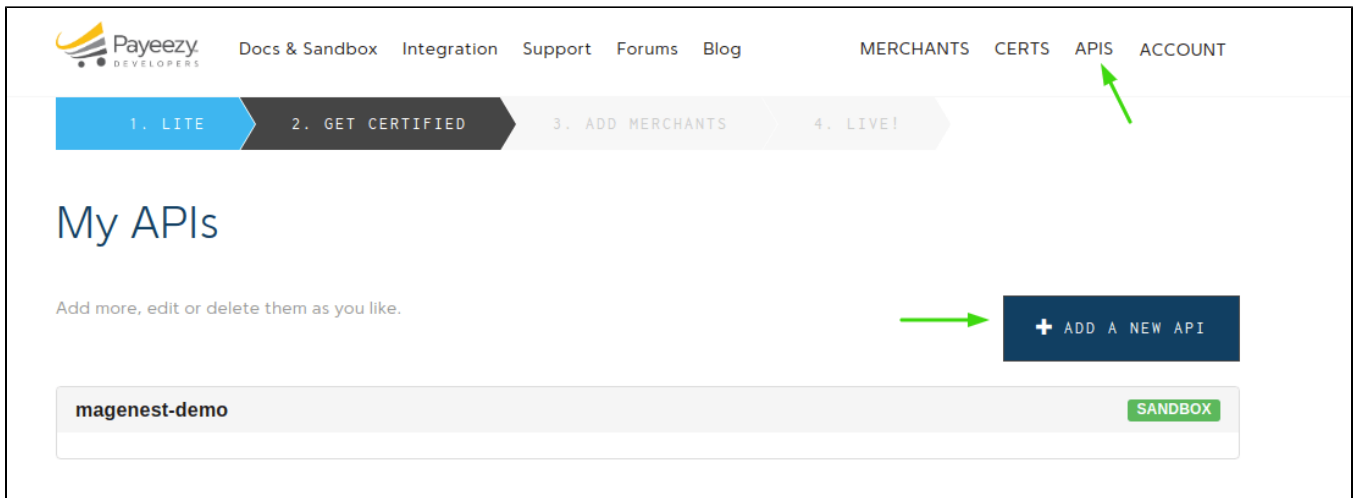 Payeezy Docs & Sandbox Integration Support Forums Blog MERCHANTS CERTS APIS ACCOUNT
DEVELOPERS
1. LITE 2. GET CERTIFIED 3. ADD MERCHANTS 4. LIVE!
My APIs
Add more, edit or delete them as you like.
+ ADD A NEW API
magenest-demo SANDBOX